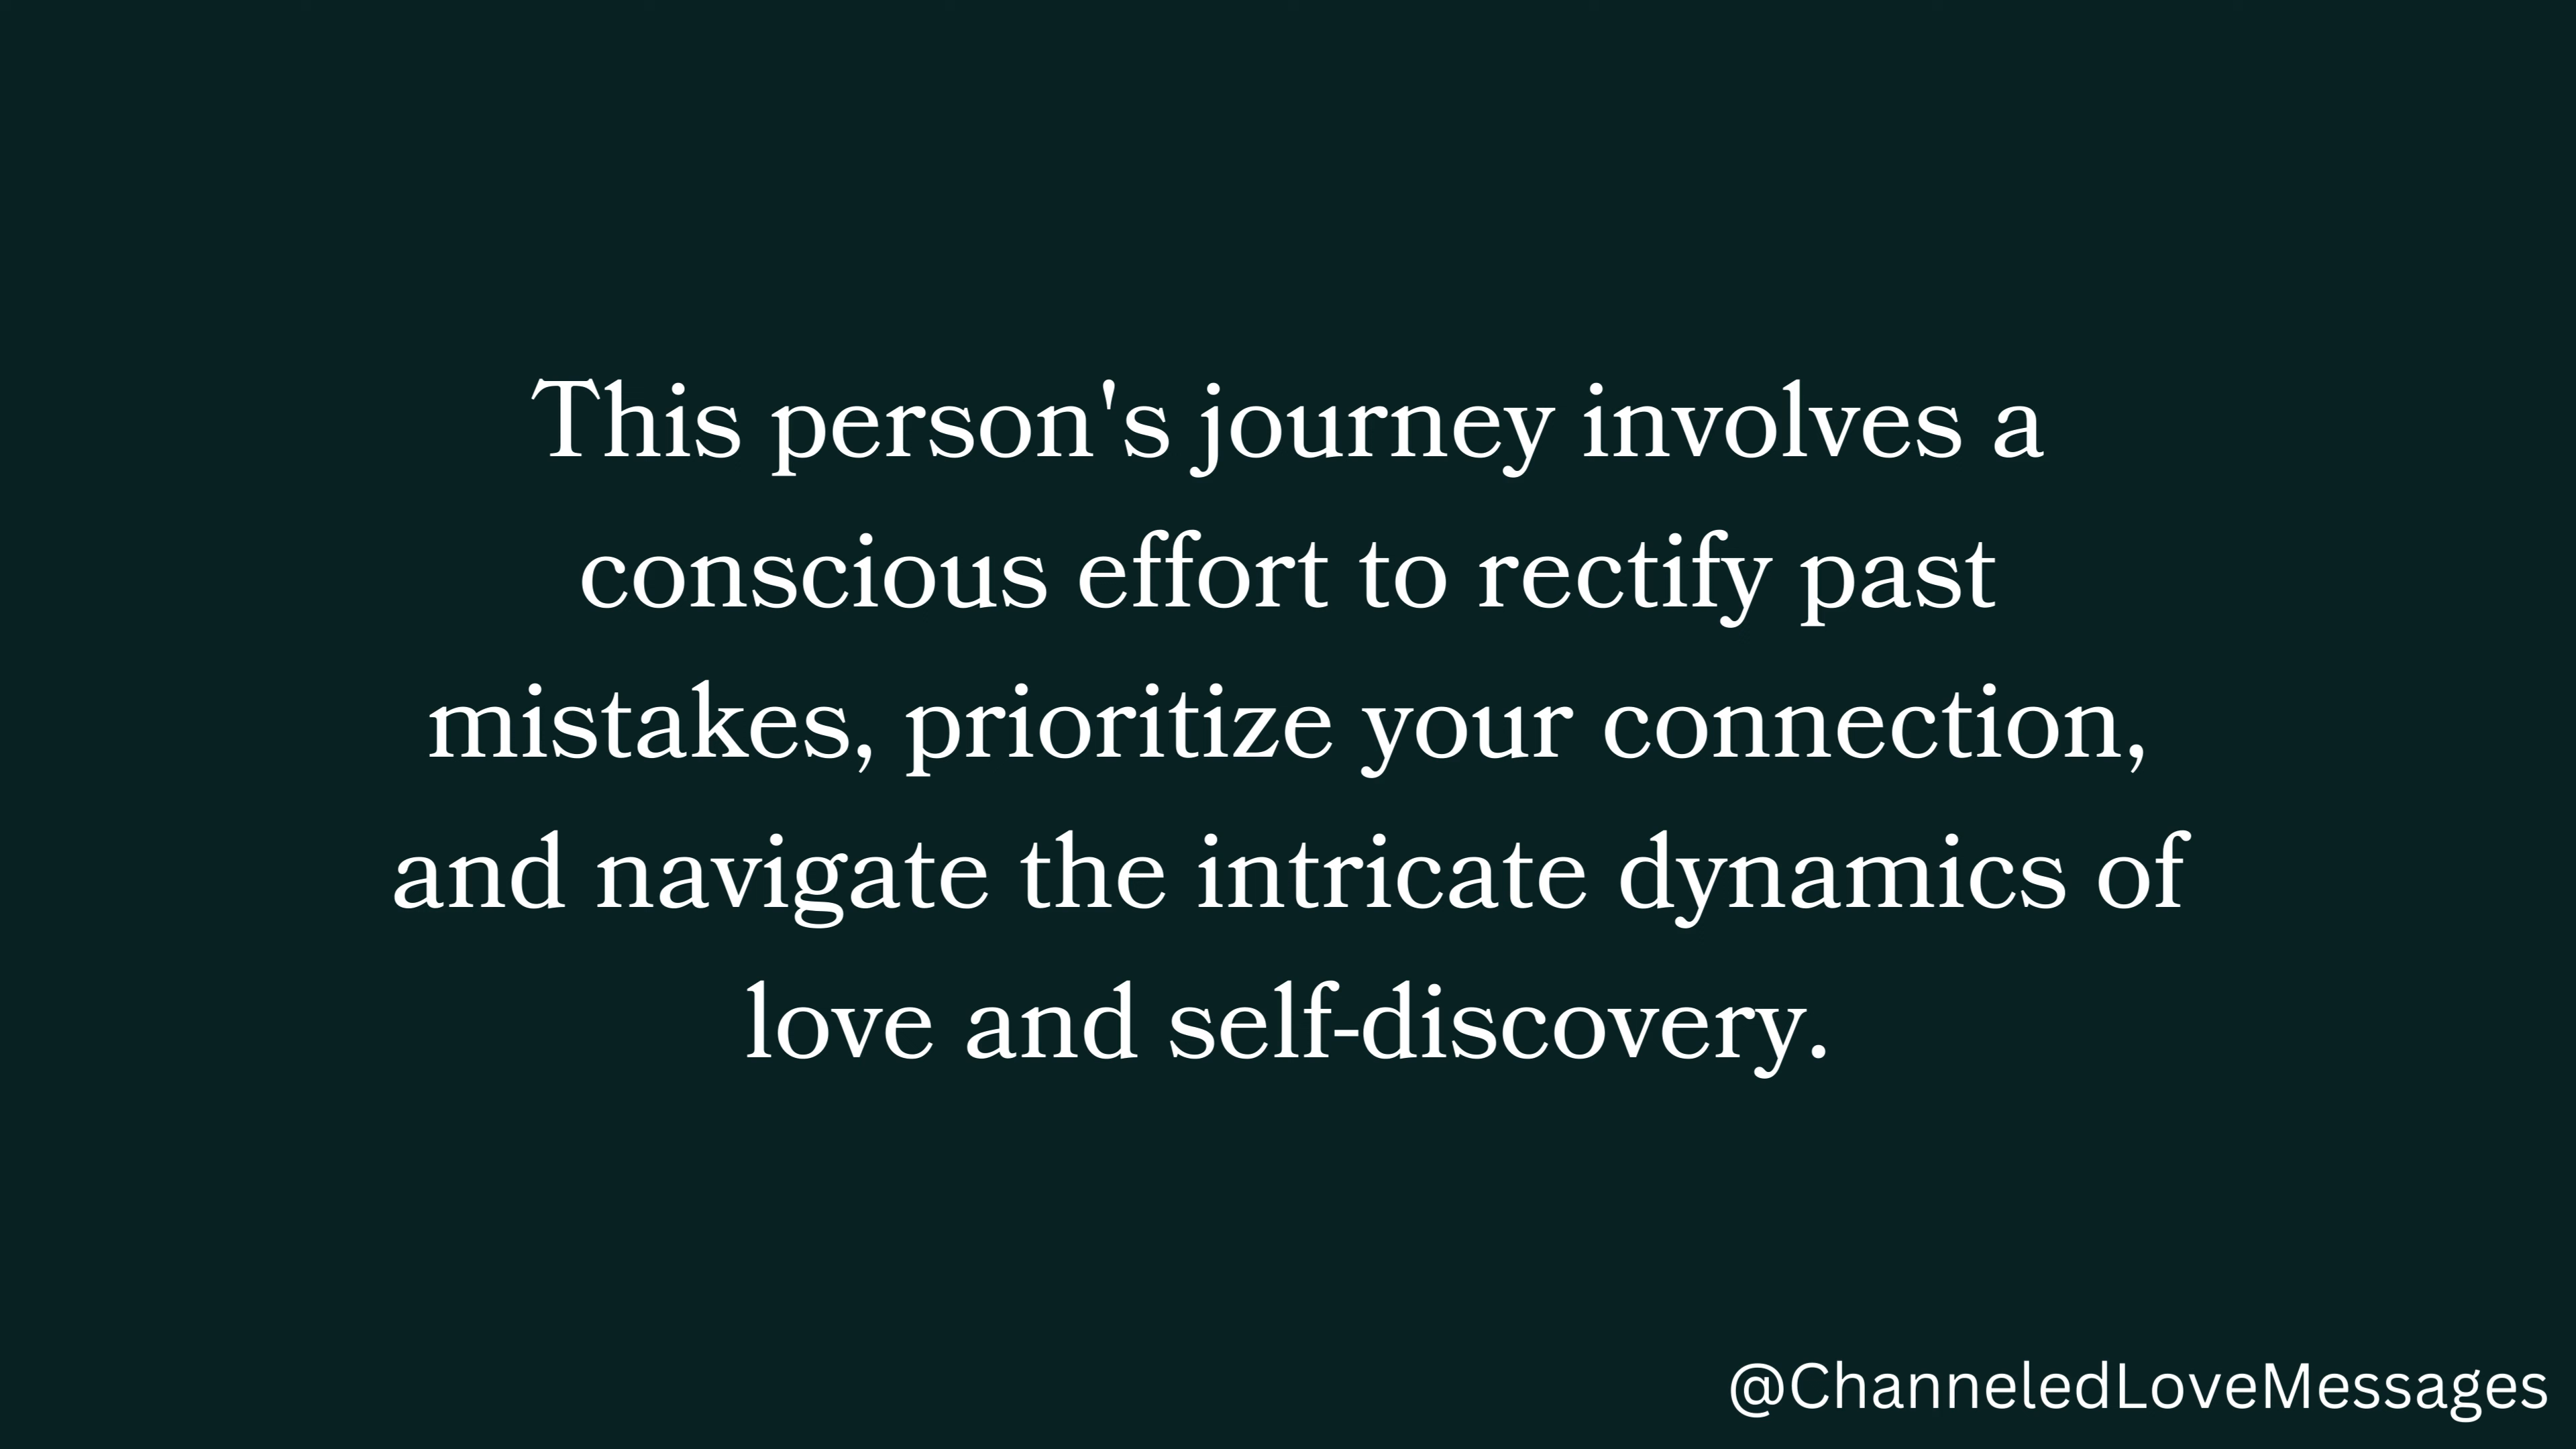 This person's journey involves a
conscious effort to rectify past
mistakes, prioritize your connection,
and navigate the intricate dynamics of
love and self-discovery.
@ChanneledLoveMessages